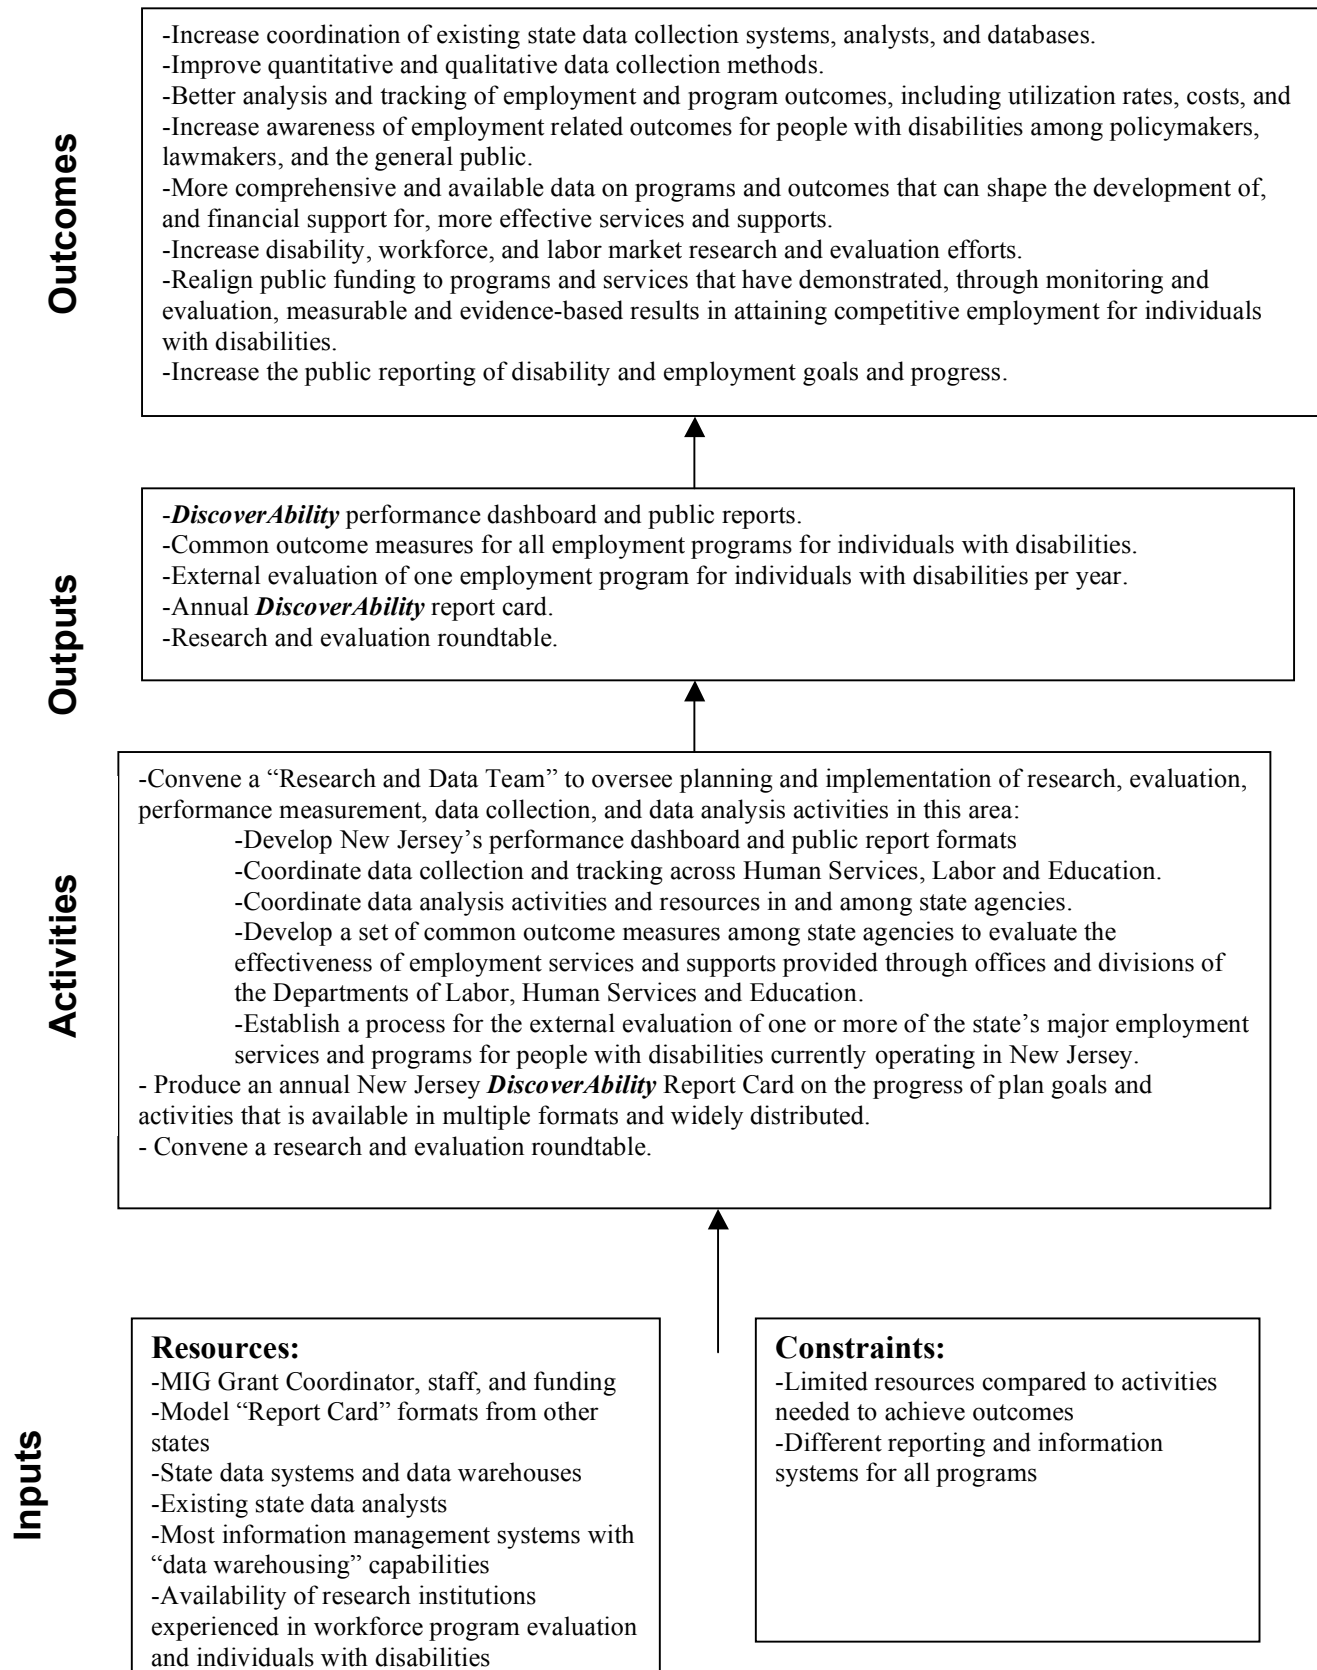 Outcomes
-Increase coordination of existing state data collection systems, analysts, and databases.
-Improve quantitative and qualitative data collection methods.
-Better analysis and tracking of employment and program outcomes, including utilization rates, costs, and
-Increase awareness of employment related outcomes for people with disabilities among policymakers,
lawmakers, and the general public.
-More comprehensive and available data on programs and outcomes that can shape the development of,
and financial support for, more effective services and supports.
-Increase disability, workforce, and labor market research and evaluation efforts.
-Realign public funding to programs and services that have demonstrated, through monitoring and
evaluation, measurable and evidence-based results in attaining competitive employment for individuals
with disabilities.
-Increase the public reporting of disability and employment goals and progress.
Outputs
-DiscoverAbility performance dashboard and public reports.
-Common outcome measures for all employment programs for individuals with disabilities.
-External evaluation of one employment program for individuals with disabilities per year.
-Annual DiscoverAbility report card.
-Research and evaluation roundtable.
Activities
-Convene a “Research and Data Team” to oversee planning and implementation of research, evaluation,
performance measurement, data collection, and data analysis activities in this area:
-Develop New Jersey’s performance dashboard and public report formats
-Coordinate data collection and tracking across Human Services, Labor and Education.
-Coordinate data analysis activities and resources in and among state agencies.
-Develop a set of common outcome measures among state agencies to evaluate the
effectiveness of employment services and supports provided through offices and divisions of
the Departments of Labor, Human Services and Education.
-Establish a process for the external evaluation of one or more of the state’s major employment
services and programs for people with disabilities currently operating in New Jersey.
- Produce an annual New Jersey DiscoverAbility Report Card on the progress of plan goals and
activities that is available in multiple formats and widely distributed.
- Convene a research and evaluation roundtable.
Inputs
Resources:
-MIG Grant Coordinator, staff, and funding
-Model “Report Card” formats from other
states
-State data systems and data warehouses
-Existing state data analysts
-Most information management systems with
“data warehousing” capabilities
-Availability of research institutions
experienced in workforce program evaluation
and individuals with disabilities
Constraints:
-Limited resources compared to activities
needed to achieve outcomes
-Different reporting and information
systems for all programs